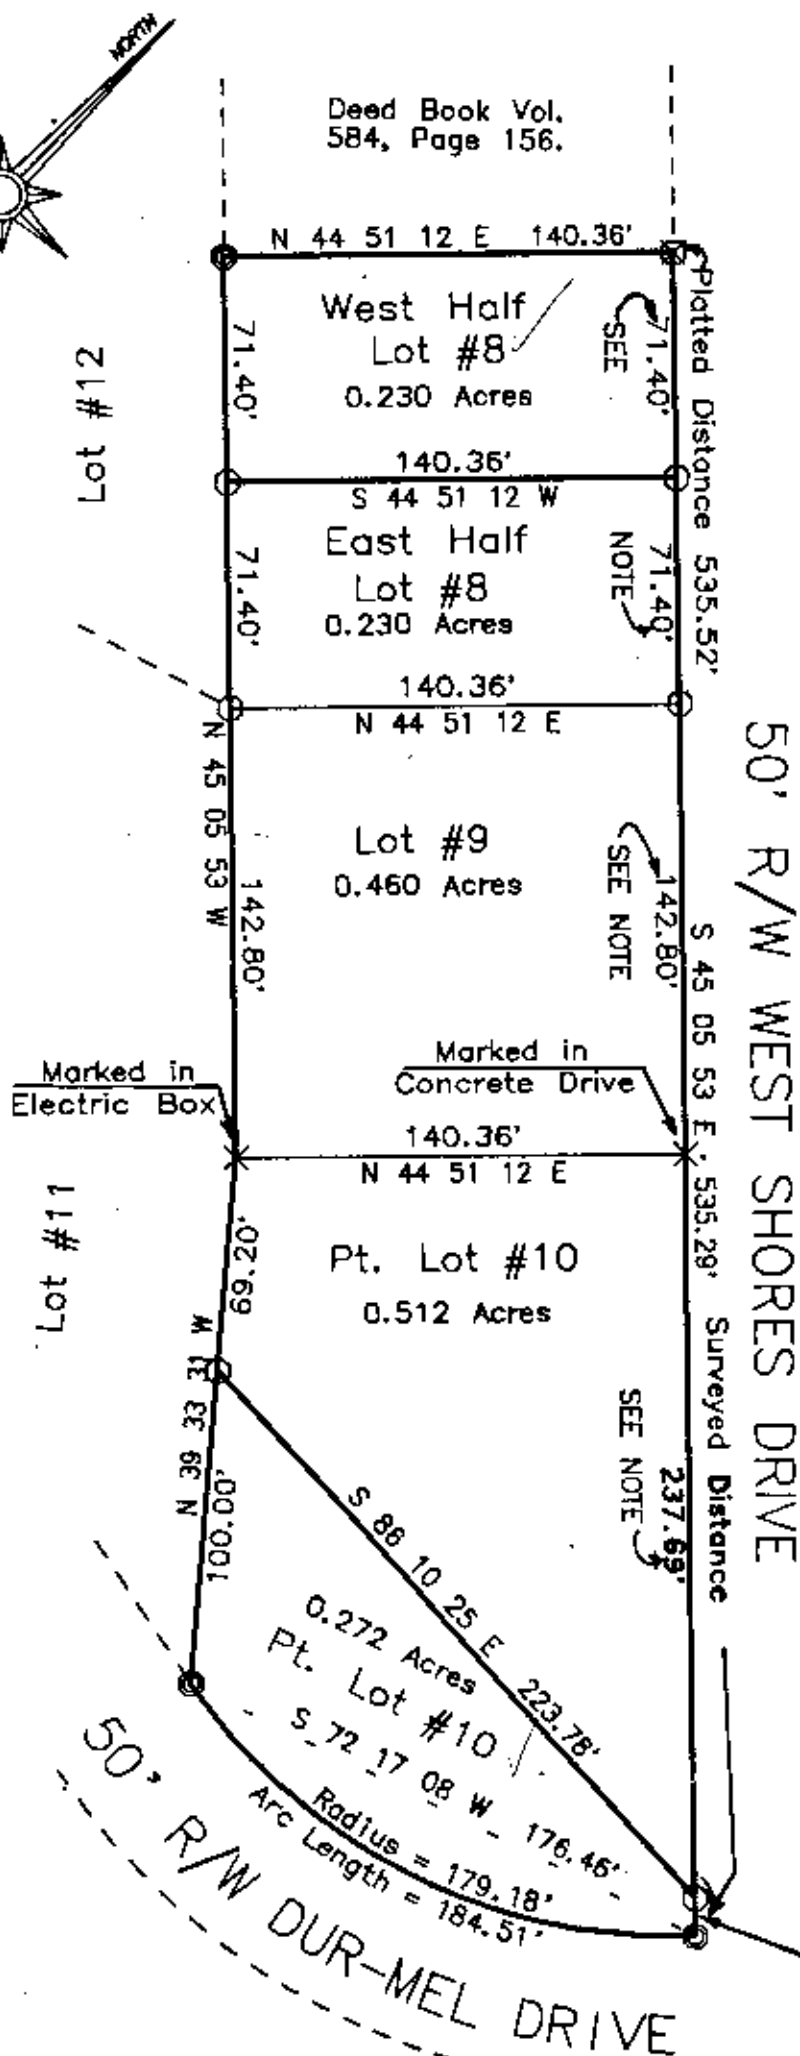 NORTH
Deed Book Vol.
584, Page 156.
N 44 51 12 E 140.36'
West Half
Lot #8
0.230 Acres
71.40'
SEE
71.40'
Platted Distance 535.52'
Lot #12
140.36'
S 44 51 12 W
East Half
Lot #8
0.230 Acres
71.40'
NOTE
71.40'
140.36'
N 44 51 12 E
N 45 05 53 W
142.80'
Lot #9
0.460 Acres
SEE NOTE
142.80'
S 45 05 53 E
535.29'
Surveyed Distance
50' R/W WEST SHORES DRIVE
Marked in
Electric Box
Marked in
Concrete Drive
140.36'
N 44 51 12 E
Lot #11
69.20'
Pt. Lot #10
0.512 Acres
N 39 33 31 W
100.00'
SEE NOTE
237.69'
S 86 10 25 E 223.78'
0.272 Acres
Pt. Lot #10
S 72 17 08 W 176.46'
Radius = 179.18'
Arc Length = 184.51'
50' R/W DUR-MEL DRIVE